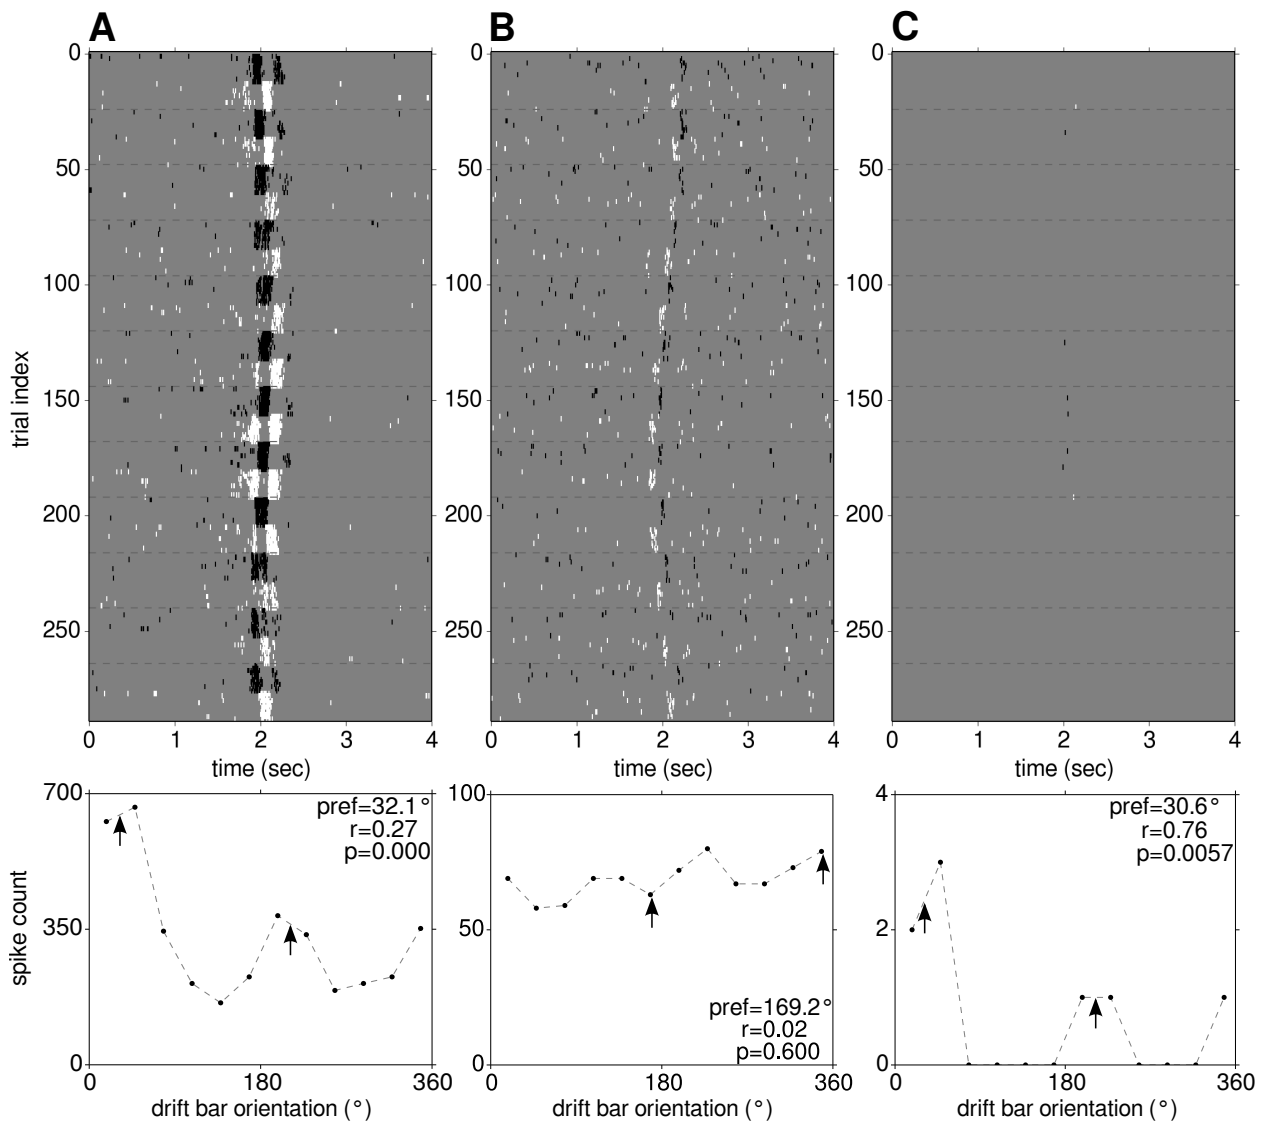 A
B
C
0
50
100
150
200
250
trial index
0
50
100
150
200
250
0
50
100
150
200
250
0 1 2 3 4
time (sec)
0 1 2 3 4
time (sec)
0 1 2 3 4
time (sec)
700
350
0
spike count
pref=32.1°
r=0.27
p=0.000
0 180 360
drift bar orientation (°)
100
50
0
pref=169.2°
r=0.02
p=0.600
0 180 360
drift bar orientation (°)
4
2
0
pref=30.6°
r=0.76
p=0.0057
0 180 360
drift bar orientation (°)